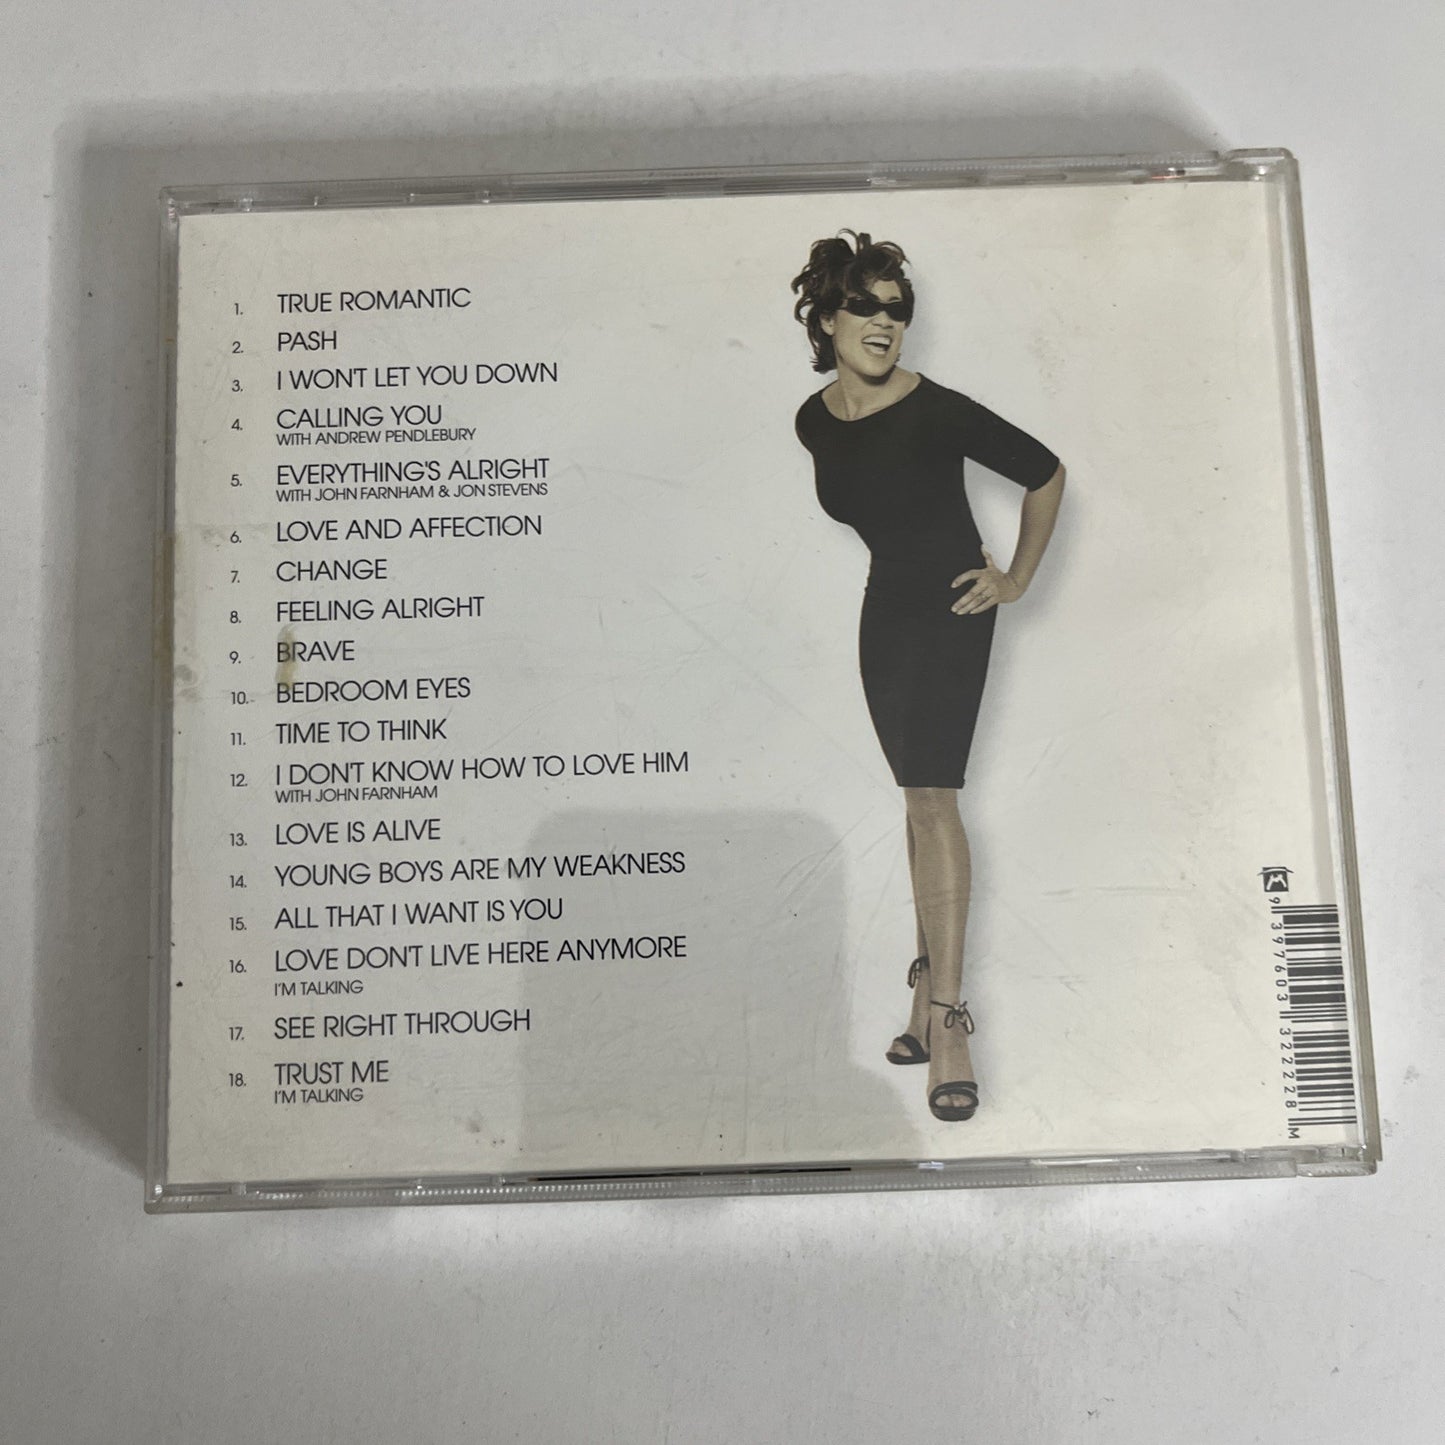 1. TRUE ROMANTIC
2. PASH
3. I WON'T LET YOU DOWN
4. CALLING YOU
WITH ANDREW PENDLEBURY
5. EVERYTHING'S ALRIGHT
WITH JOHN FARNHAM & JON STEVENS
6. LOVE AND AFFECTION
7. CHANGE
8. FEELING ALRIGHT
9. BRAVE
10. BEDROOM EYES
11. TIME TO THINK
12. I DON'T KNOW HOW TO LOVE HIM
WITH JOHN FARNHAM
13. LOVE IS ALIVE
14. YOUNG BOYS ARE MY WEAKNESS
15. ALL THAT I WANT IS YOU
16. LOVE DON'T LIVE HERE ANYMORE
I'M TALKING
17. SEE RIGHT THROUGH
18. TRUST ME
I'M TALKING
9 397603 322228 M